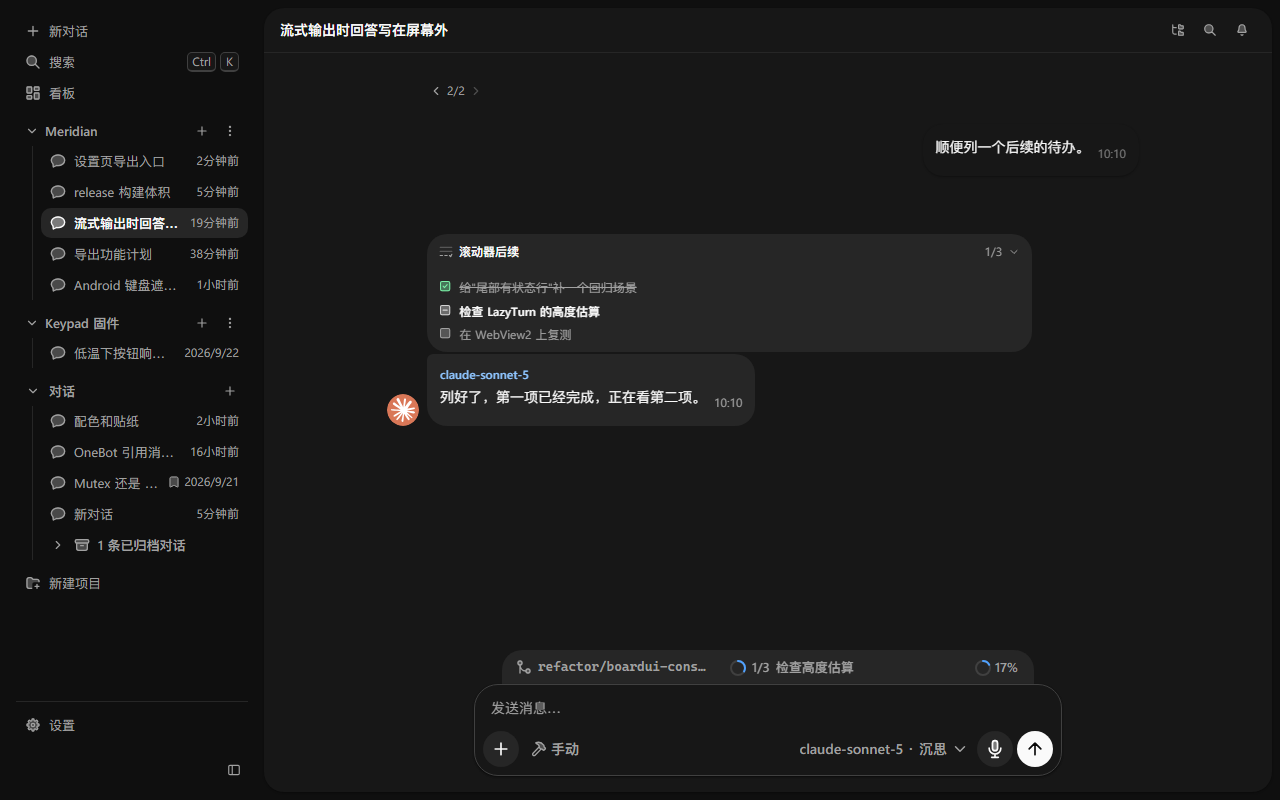 新对话
搜索 Ctrl K
看板
Meridian
设置页导出入口 2分钟前
release 构建体积 5分钟前
流式输出时回答… 19分钟前
导出功能计划 38分钟前
Android 键盘遮… 1小时前
Keypad 固件
低温下按钮响… 2026/9/22
对话
配色和贴纸 2小时前
OneBot 引用消… 16小时前
Mutex 还是 … 2026/9/21
新对话 5分钟前
1 条已归档对话
新建项目
设置
流式输出时回答写在屏幕外
2/2
顺便列一个后续的待办。 10:10
滚动器后续 1/3
给"尾部有状态行"补一个回归场景
检查 LazyTurn 的高度估算
在 WebView2 上复测
claude-sonnet-5
列好了，第一项已经完成，正在看第二项。 10:10
refactor/boardui-cons… 1/3 检查高度估算 17%
发送消息…
手动 claude-sonnet-5 · 沉思